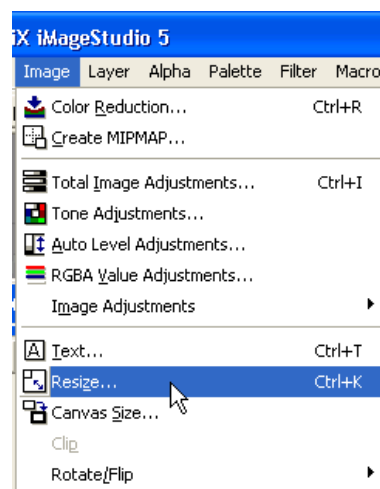 iX iMageStudio 5
Image Layer Alpha Palette Filter Macro
Color Reduction... Ctrl+R
Create MIPMAP...
Total Image Adjustments... Ctrl+I
Tone Adjustments...
Auto Level Adjustments...
RGBA Value Adjustments...
Image Adjustments
A Text... Ctrl+T
Resize... Ctrl+K
Canvas Size...
Clip
Rotate/Flip